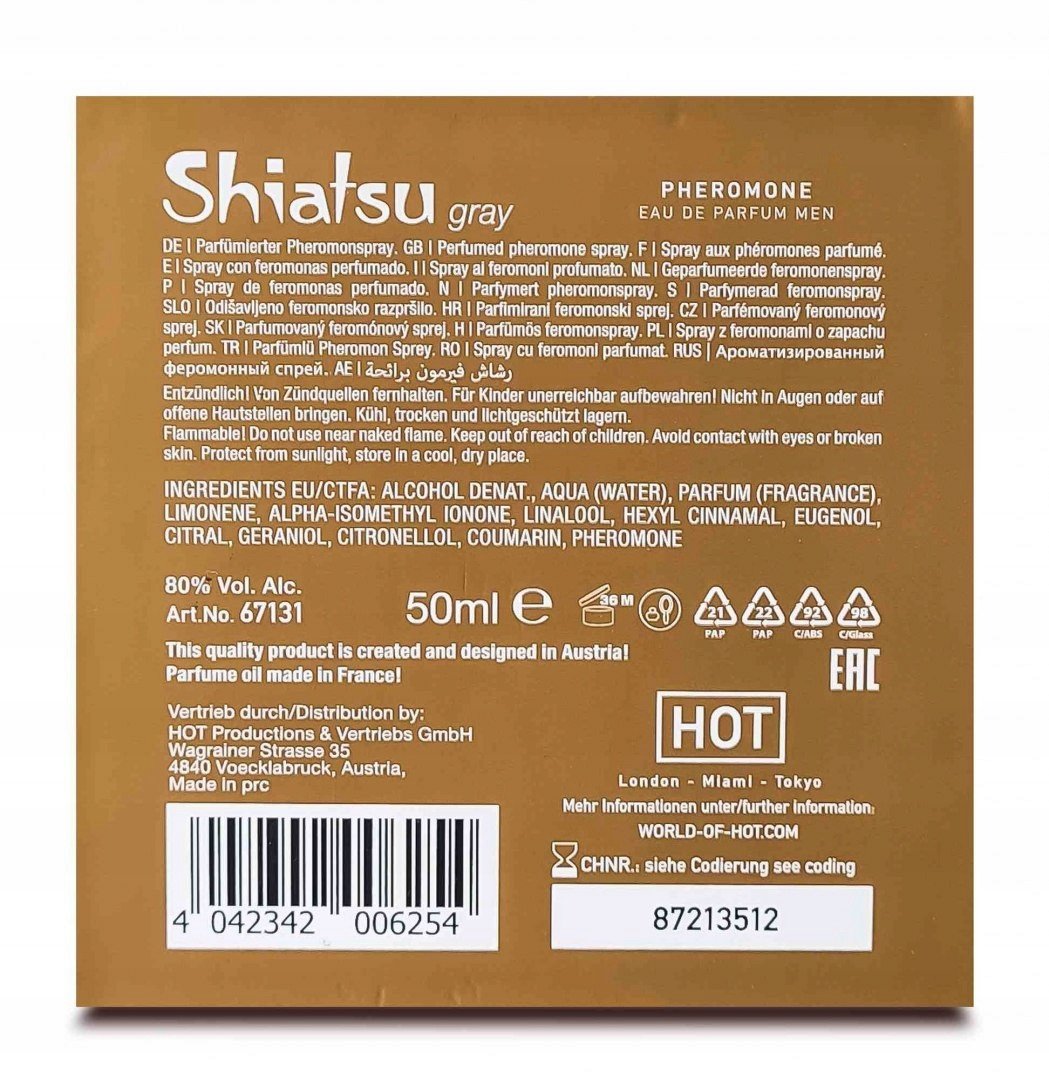 Shiatsu gray
PHEROMONE
EAU DE PARFUM MEN
DE | Parfümierter Pheromonspray. GB | Perfumed pheromone spray. F | Spray aux phéromones parfumé.
E | Spray con feromonas perfumado. I | Spray al feromoni profumato. NL | Geparfumeerde feromonenspray.
P | Spray de feromonas perfumado. N | Parfymert pheromonspray. S | Parfymerad feromonspray.
SLO | Odišavljeno feromonsko razpršilo. HR | Parfimirani feromonski sprej. CZ | Parfémovaný feromonový
sprej. SK | Parfumovaný feromónový sprej. H | Parfümös feromonspray. PL | Spray z feromonami o zapachu
perfum. TR | Parfümlü Pheromon Sprey. RO | Spray cu feromoni parfumat. RUS | Ароматизированный
феромонный спрей. AE | رشاش فيرمون برائحة
Entzündlich! Von Zündquellen fernhalten. Für Kinder unerreichbar aufbewahren! Nicht in Augen oder auf
offene Hautstellen bringen. Kühl, trocken und lichtgeschützt lagern.
Flammable! Do not use near naked flame. Keep out of reach of children. Avoid contact with eyes or broken
skin. Protect from sunlight, store in a cool, dry place.
INGREDIENTS EU/CTFA: ALCOHOL DENAT., AQUA (WATER), PARFUM (FRAGRANCE),
LIMONENE, ALPHA-ISOMETHYL IONONE, LINALOOL, HEXYL CINNAMAL, EUGENOL,
CITRAL, GERANIOL, CITRONELLOL, COUMARIN, PHEROMONE
80% Vol. Alc.
Art.No. 67131
50ml e
36 M
21 PAP
22 PAP
92 C/ABS
98 C/Glass
This quality product is created and designed in Austria!
Parfume oil made in France!
EAC
Vertrieb durch/Distribution by:
HOT Productions & Vertriebs GmbH
Wagrainer Strasse 35
4840 Voecklabruck, Austria,
Made in prc
HOT
London - Miami - Tokyo
Mehr Informationen unter/further information:
WORLD-OF-HOT.COM
CHNR.: siehe Codierung see coding
87213512
4 042342 006254